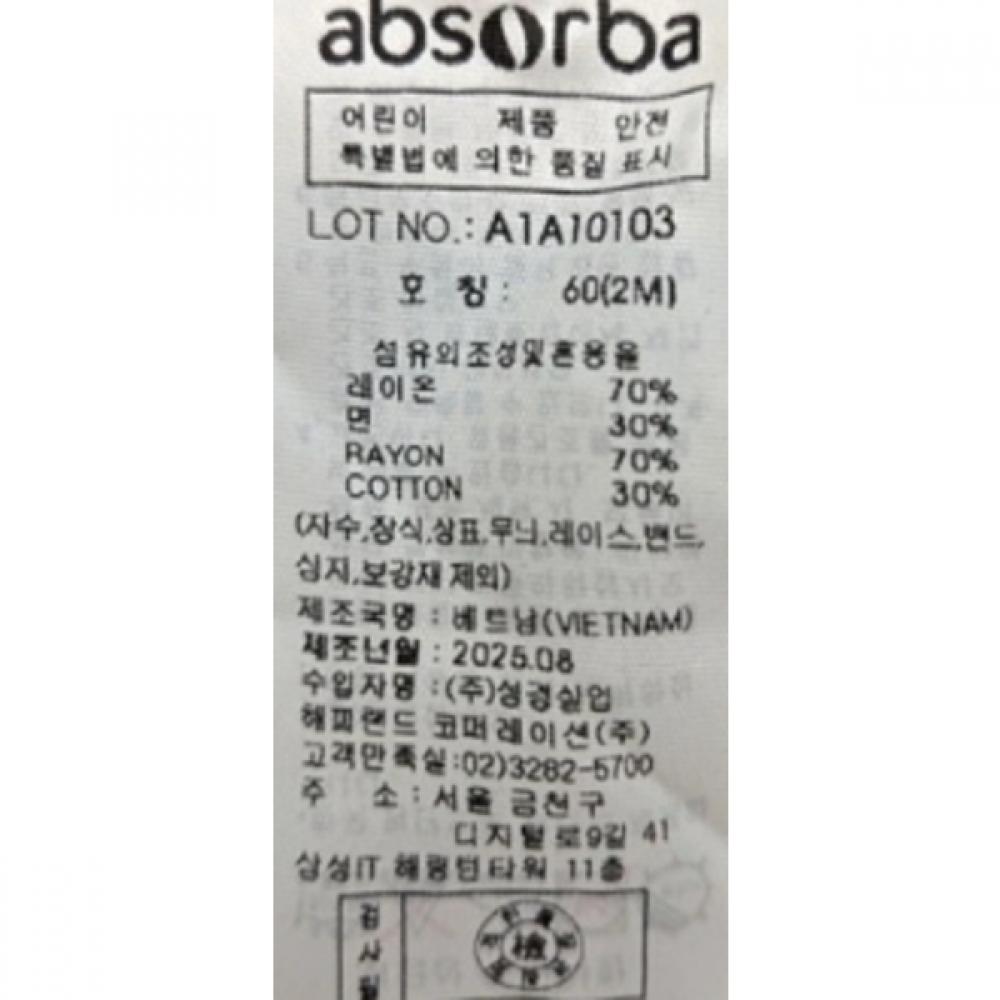 absorba
어린이 제품 안전
특별법에 의한 품질 표시
LOT NO.: A1A10103
호 칭 : 60(2M)
섬유의조성및혼용율
레이온 70%
면 30%
RAYON 70%
COTTON 30%
(자수,장식,상표,무늬,레이스,밴드,
심지,보강재 제외)
제조국명 : 베트남(VIETNAM)
제조년월 : 2025.08
수입자명 : (주)성경실업
해피랜드 코퍼레이션(주)
고객만족실:02)3282-5700
주 소 : 서울 금천구
디지털로9길 41
삼성IT 해링턴타워 11층
검
사
필
檢